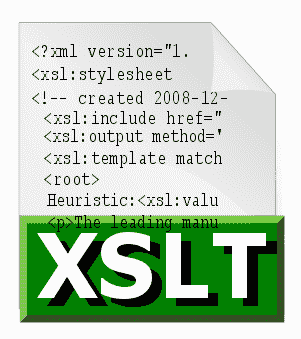 <?xml version="1.
<xsl:stylesheet
<!-- created 2008-12-
<xsl:include href="
<xsl:output method='
<xsl:template match
<root>
Heuristic:<xsl:valu
<p>The leading manu
XSLT